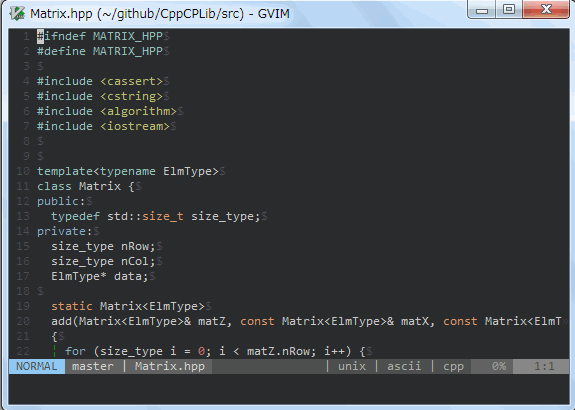 Matrix.hpp (~/github/CppCPLib/src) - GVIM
1 #ifndef MATRIX_HPP$
2 #define MATRIX_HPP$
3 $
4 #include <cassert>$
5 #include <cstring>$
6 #include <algorithm>$
7 #include <iostream>$
8 $
9 $
10 template<typename ElmType>$
11 class Matrix {$
12 public:$
13   typedef std::size_t size_type;$
14 private:$
15   size_type nRow;$
16   size_type nCol;$
17   ElmType* data;$
18 $
19   static Matrix<ElmType>$
20   add(Matrix<ElmType>& matZ, const Matrix<ElmType>& matX, const Matrix<ElmT
21   {$
22   ¦ for (size_type i = 0; i < matZ.nRow; i++) {$
NORMAL master | Matrix.hpp | unix | ascii | cpp 0% 1:1